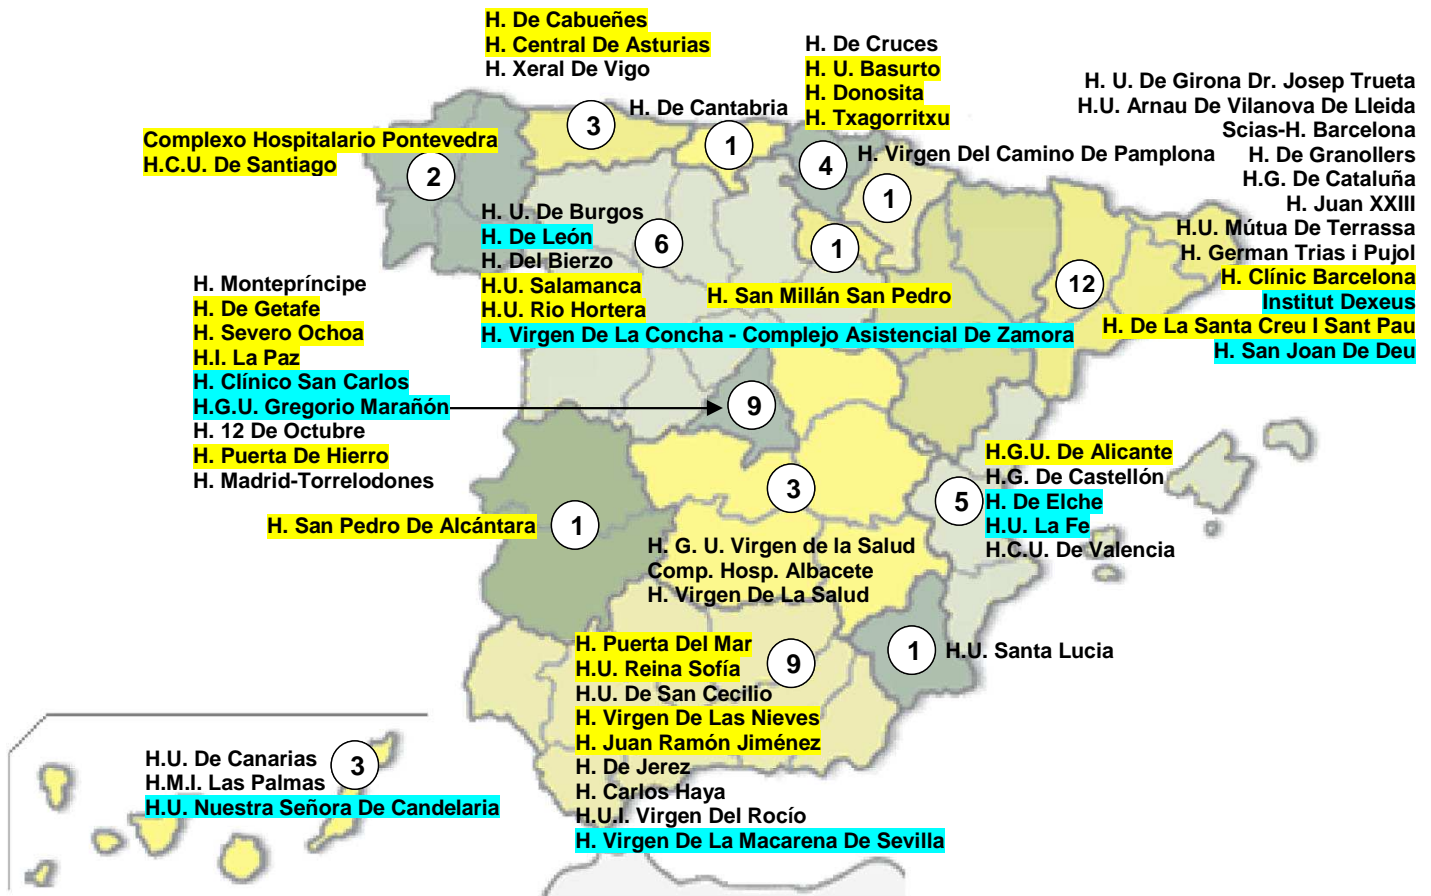 H. De Cabueñes
H. Central De Asturias
H. Xeral De Vigo
3
H. De Cantabria
1
H. De Cruces
H. U. Basurto
H. Donosita
H. Txagorritxu
4
H. Virgen Del Camino De Pamplona
1
H. U. De Girona Dr. Josep Trueta
H.U. Arnau De Vilanova De Lleida
Scias-H. Barcelona
H. De Granollers
H.G. De Cataluña
H. Juan XXIII
H.U. Mútua De Terrassa
H. German Trias i Pujol
H. Clínic Barcelona
Institut Dexeus
H. De La Santa Creu I Sant Pau
H. San Joan De Deu
12
Complexo Hospitalario Pontevedra
H.C.U. De Santiago
2
H. U. De Burgos
H. De León
H. Del Bierzo
H.U. Salamanca
H.U. Rio Hortera
H. Virgen De La Concha - Complejo Asistencial De Zamora
6
1
H. San Millán San Pedro
H. Montepríncipe
H. De Getafe
H. Severo Ochoa
H.I. La Paz
H. Clínico San Carlos
H.G.U. Gregorio Marañón
H. 12 De Octubre
H. Puerta De Hierro
H. Madrid-Torrelodones
9
H. San Pedro De Alcántara
1
3
H. G. U. Virgen de la Salud
Comp. Hosp. Albacete
H. Virgen De La Salud
H.G.U. De Alicante
H.G. De Castellón
H. De Elche
H.U. La Fe
H.C.U. De Valencia
5
H. Puerta Del Mar
H.U. Reina Sofía
H.U. De San Cecilio
H. Virgen De Las Nieves
H. Juan Ramón Jiménez
H. De Jerez
H. Carlos Haya
H.U.I. Virgen Del Rocío
H. Virgen De La Macarena De Sevilla
9
1
H.U. Santa Lucia
H.U. De Canarias
H.M.I. Las Palmas
H.U. Nuestra Señora De Candelaria
3